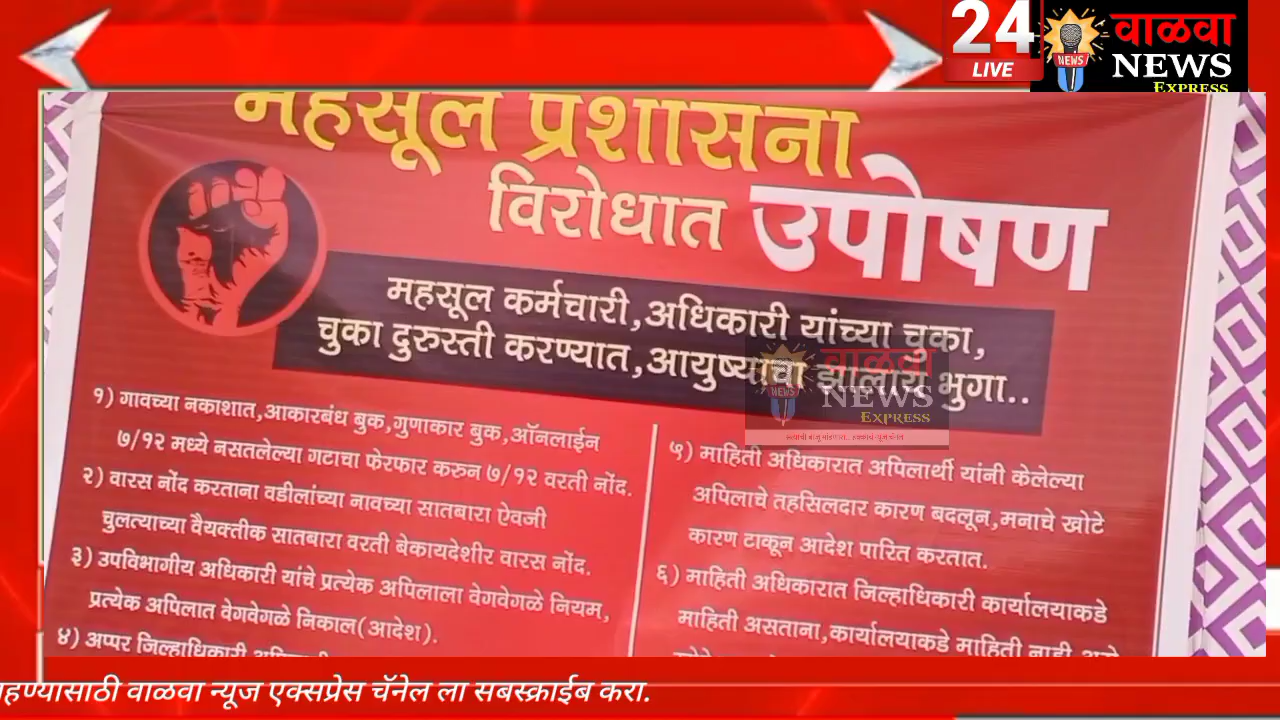 24
LIVE
वाळवा
NEWS
EXPRESS
NEWS
महसूल प्रशासना
विरोधात उपोषण
महसूल कर्मचारी,अधिकारी यांच्या चुका,
चुका दुरुस्ती करण्यात,आयुष्याचा झालाय भुगा..
१) गावच्या नकाशात,आकारबंध बुक,गुणाकार बुक,ऑनलाईन
७/१२ मध्ये नसतलेल्या गटाचा फेरफार करुन ७/१२ वरती नोंद.
२) वारस नोंद करताना वडीलांच्या नावच्या सातबारा ऐवजी
चुलत्याच्या वैयक्तीक सातबारा वरती बेकायदेशीर वारस नोंद.
३) उपविभागीय अधिकारी यांचे प्रत्येक अपिलाला वेगवेगळे नियम,
प्रत्येक अपिलात वेगवेगळे निकाल(आदेश).
४) अप्पर जिल्हाधिकारी
५) माहिती अधिकारात अपिलार्थी यांनी केलेल्या
अपिलाचे तहसिलदार कारण बदलून,मनाचे खोटे
कारण टाकून आदेश पारित करतात.
६) माहिती अधिकारात जिल्हाधिकारी कार्यालयाकडे
माहिती असताना,कार्यालयाकडे माहिती नाही
वाळवा
NEWS
EXPRESS
NEWS
हण्यासाठी वाळवा न्यूज एक्सप्रेस चॅनेल ला सबस्क्राईब करा.